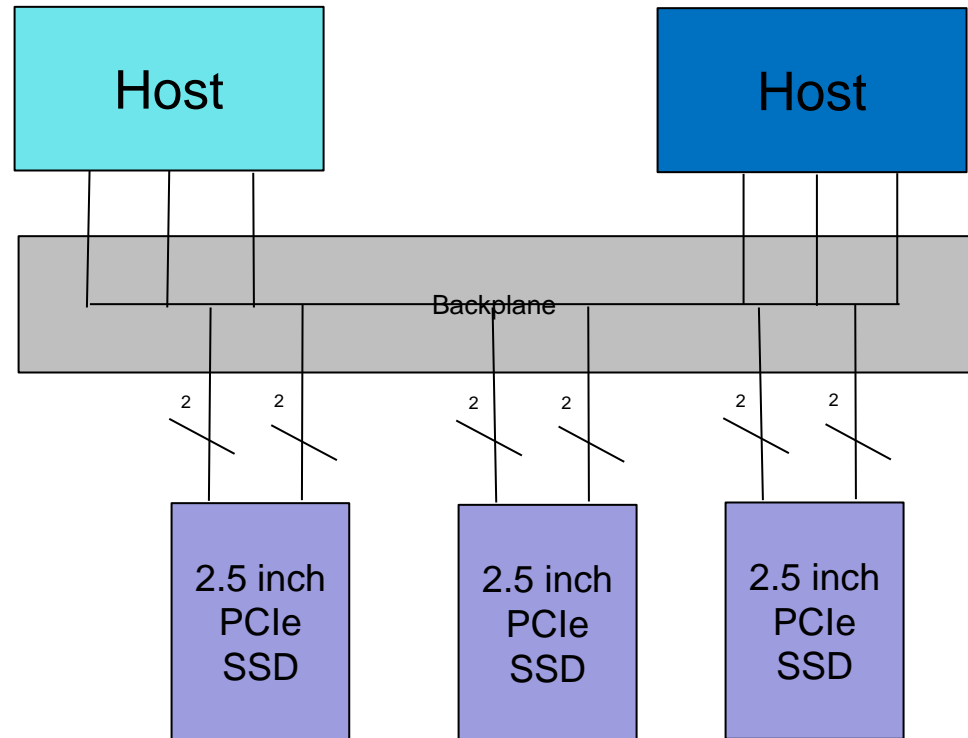 Host
Host
Backplane
2
2
2
2
2
2
2.5 inch
PCIe
SSD
2.5 inch
PCIe
SSD
2.5 inch
PCIe
SSD